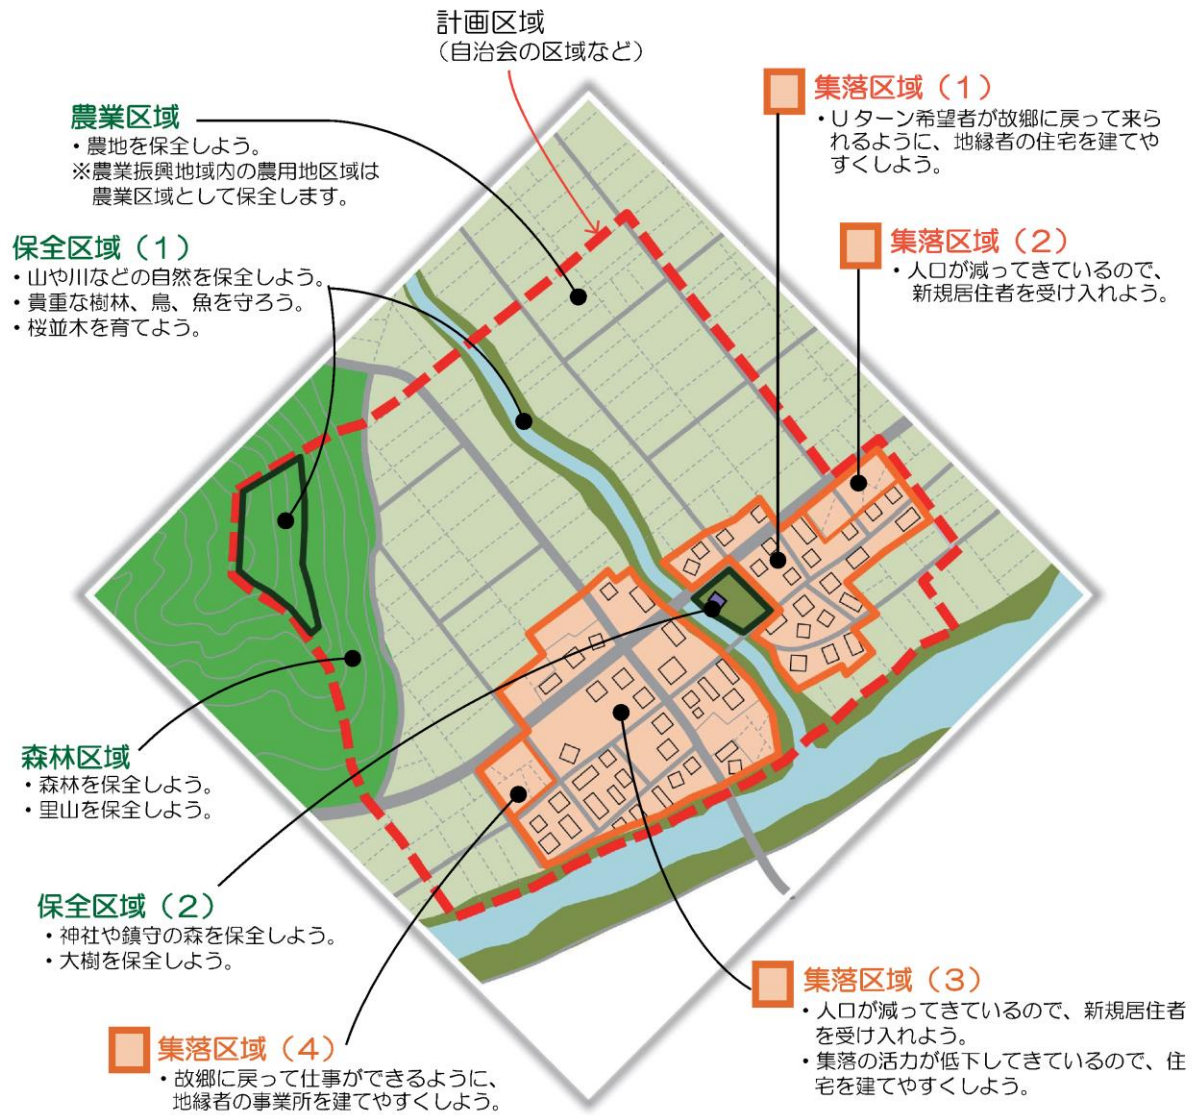 計画区域
（自治会の区域など）
農業区域
・農地を保全しよう。
※農業振興地域内の農用地区域は
農業区域として保全します。
保全区域（1）
・山や川などの自然を保全しよう。
・貴重な樹林、鳥、魚を守ろう。
・桜並木を育てよう。
集落区域（1）
・Uターン希望者が故郷に戻って来ら
れるように、地縁者の住宅を建てや
すくしよう。
集落区域（2）
・人口が減ってきているので、
新規居住者を受け入れよう。
森林区域
・森林を保全しよう。
・里山を保全しよう。
保全区域（2）
・神社や鎮守の森を保全しよう。
・大樹を保全しよう。
集落区域（4）
・故郷に戻って仕事ができるように、
地縁者の事業所を建てやすくしよう。
集落区域（3）
・人口が減ってきているので、新規居住者
を受け入れよう。
・集落の活力が低下してきているので、住
宅を建てやすくしよう。